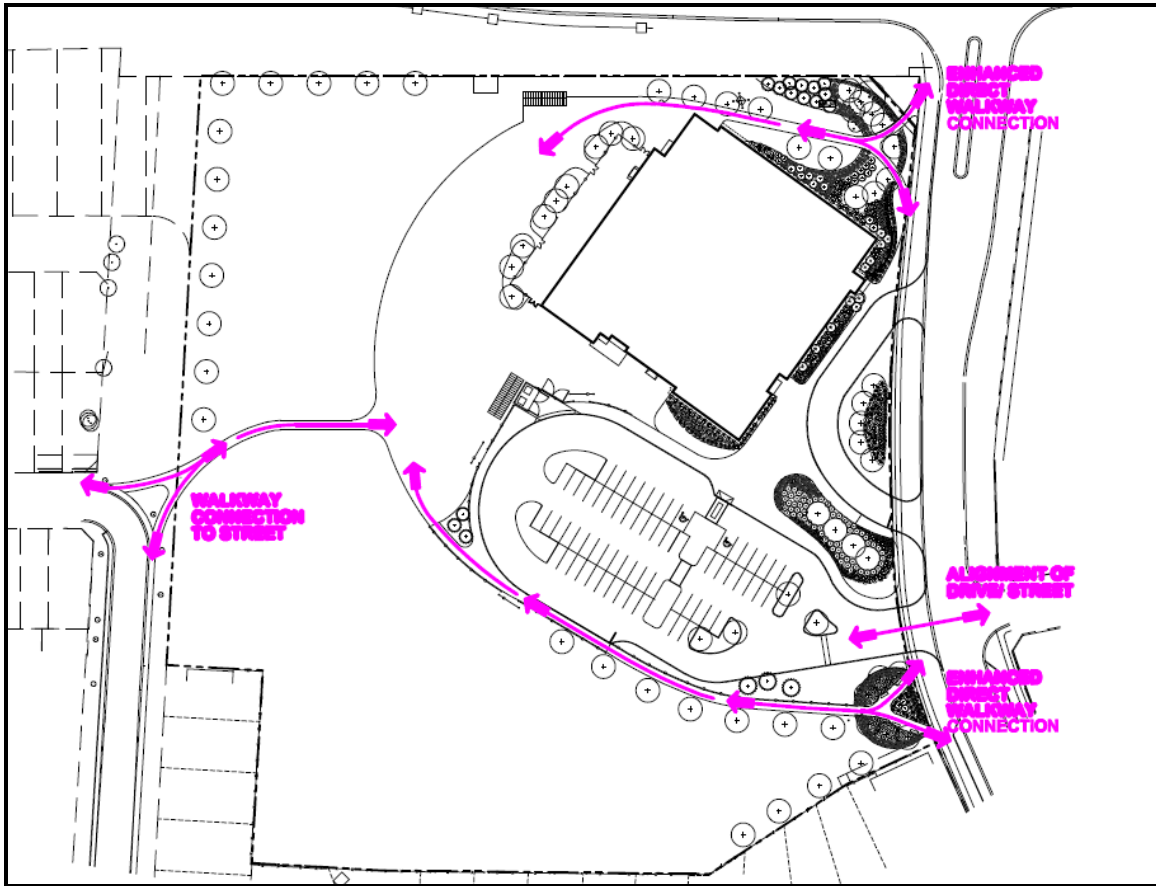 ENHANCED
DIRECT
WALKWAY
CONNECTION
WALKWAY
CONNECTION
TO STREET
ALIGNMENT OF
DRIVE/ STREET
ENHANCED
DIRECT
WALKWAY
CONNECTION